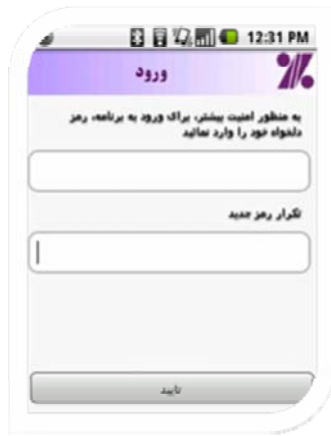 12:31 PM
ورود
به منظور امنیت بیشتر، برای ورود به برنامه، رمز
دلخواه خود را وارد نمائید
تکرار رمز جدید
تایید